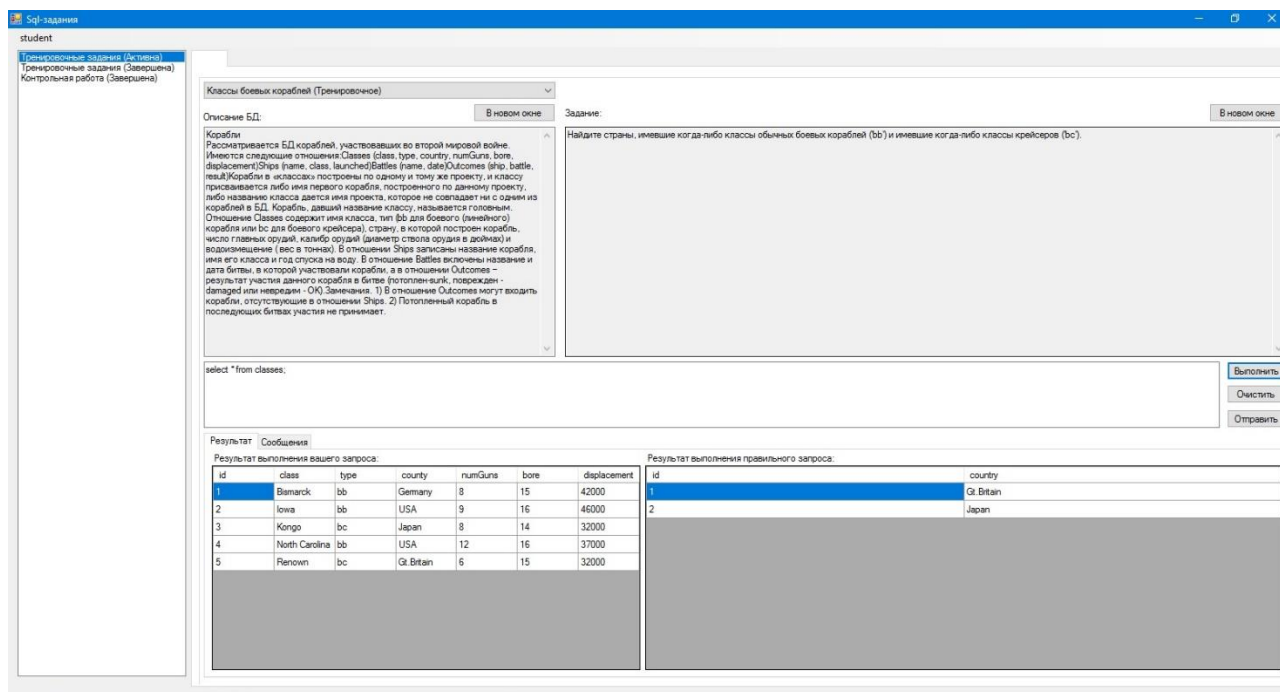 Sql-задания
student
Тренировочные задания (Активна)
Тренировочные задания (Завершена)
Контрольная работа (Завершена)
Классы боевых кораблей (Тренировочное)
Описание БД:
В новом окне
Задание:
В новом окне
Корабли
Рассматривается БД кораблей, участвовавших во второй мировой войне.
Имеются следующие отношения:Classes (class, type, country, numGuns, bore,
displacement)Ships (name, class, launched)Battles (name, date)Outcomes (ship, battle,
result)Корабли в «классах» построены по одному и тому же проекту, и классу
присваивается либо имя первого корабля, построенного по данному проекту,
либо названию класса дается имя проекта, которое не совпадает ни с одним из
кораблей в БД. Корабль, давший название классу, называется головным.
Отношение Classes содержит имя класса, тип (bb для боевого (линейного)
корабля или bc для боевого крейсера), страну, в которой построен корабль,
число главных орудий, калибр орудий (диаметр ствола орудия в дюймах) и
водоизмещение ( вес в тоннах). В отношении Ships записаны название корабля,
имя его класса и год спуска на воду. В отношение Battles включены название и
дата битвы, в которой участвовали корабли, а в отношении Outcomes –
результат участия данного корабля в битве (потоплен-sunk, поврежден -
damaged или невредим - OK).Замечания. 1) В отношение Outcomes могут входить
корабли, отсутствующие в отношении Ships. 2) Потопленный корабль в
последующих битвах участия не принимает.
Найдите страны, имевшие когда-либо классы обычных боевых кораблей ('bb') и имевшие когда-либо классы крейсеров ('bc').
select * from classes;
Выполнить
Очистить
Отправить
Результат Сообщения
Результат выполнения вашего запроса:
id class type county numGuns bore displacement
1 Bismarck bb Germany 8 15 42000
2 Iowa bb USA 9 16 46000
3 Kongo bc Japan 8 14 32000
4 North Carolina bb USA 12 16 37000
5 Renown bc Gt.Britain 6 15 32000
Результат выполнения правильного запроса:
id country
1 Gt.Britain
2 Japan